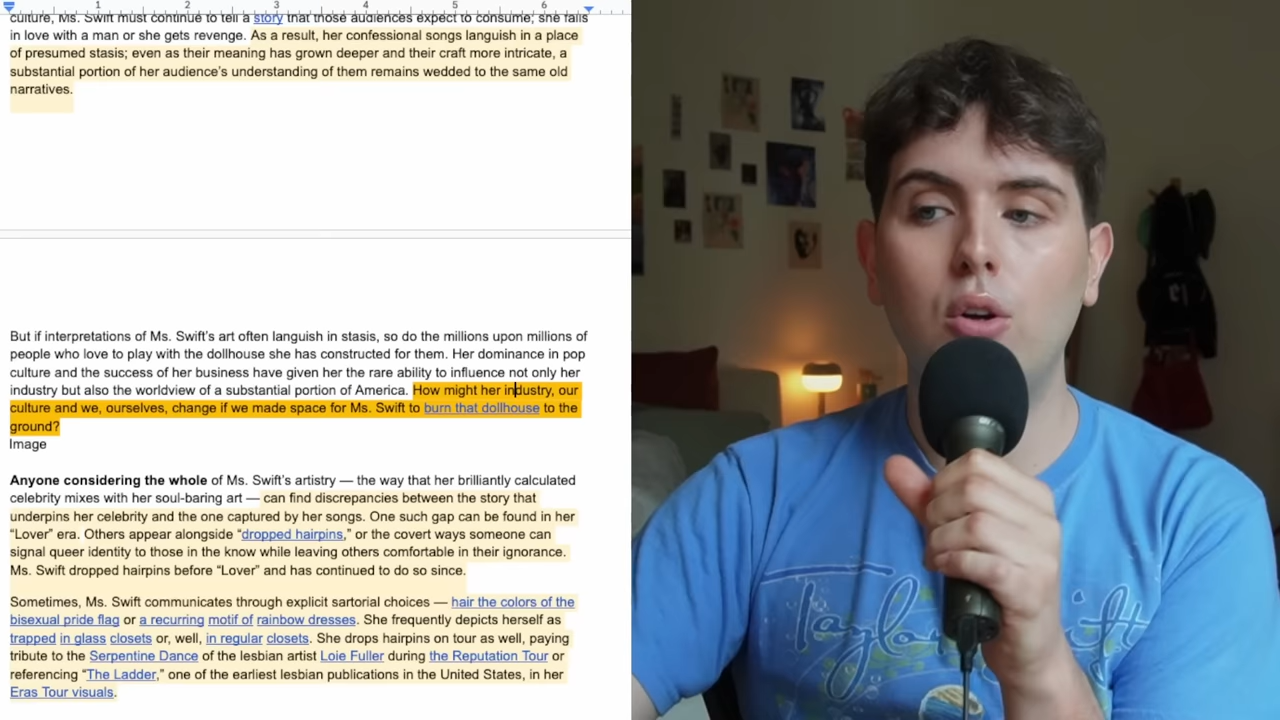 1 2 3 4 5 6
culture, Ms. Swift must continue to tell a story that those audiences expect to consume; she falls
in love with a man or she gets revenge. As a result, her confessional songs languish in a place
of presumed stasis; even as their meaning has grown deeper and their craft more intricate, a
substantial portion of her audience's understanding of them remains wedded to the same old
narratives.
But if interpretations of Ms. Swift's art often languish in stasis, so do the millions upon millions of
people who love to play with the dollhouse she has constructed for them. Her dominance in pop
culture and the success of her business have given her the rare ability to influence not only her
industry but also the worldview of a substantial portion of America. How might her industry, our
culture and we, ourselves, change if we made space for Ms. Swift to burn that dollhouse to the
ground?
Image
Anyone considering the whole of Ms. Swift's artistry — the way that her brilliantly calculated
celebrity mixes with her soul-baring art — can find discrepancies between the story that
underpins her celebrity and the one captured by her songs. One such gap can be found in her
“Lover” era. Others appear alongside “dropped hairpins,” or the covert ways someone can
signal queer identity to those in the know while leaving others comfortable in their ignorance.
Ms. Swift dropped hairpins before “Lover” and has continued to do so since.
Sometimes, Ms. Swift communicates through explicit sartorial choices — hair the colors of the
bisexual pride flag or a recurring motif of rainbow dresses. She frequently depicts herself as
trapped in glass closets or, well, in regular closets. She drops hairpins on tour as well, paying
tribute to the Serpentine Dance of the lesbian artist Loie Fuller during the Reputation Tour or
referencing “The Ladder,” one of the earliest lesbian publications in the United States, in her
Eras Tour visuals.
Taylor Swift